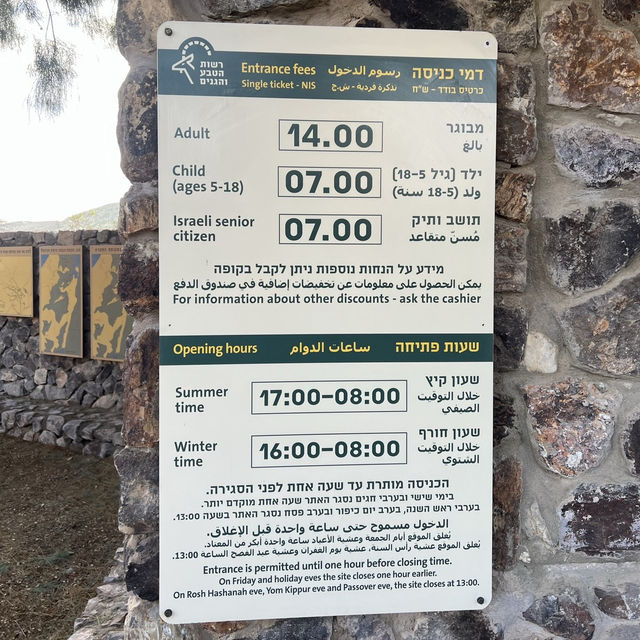 רשות
הטבע
והגנים
Entrance fees رسوم الدخول דמי כניסה
Single ticket - NIS تذكرة فردية - ش.ج כרטיס בודד - ש"ח
Adult 14.00 מבוגר
بالغ
Child 07.00 ילד (גיל 5-18)
(ages 5-18) ولد (5-18 سنة)
Israeli senior 07.00 תושב ותיק
citizen مُسنّ متقاعد
מידע על הנחות נוספות ניתן לקבל בקופה
يمكن الحصول على معلومات عن تخفيضات إضافية في صندوق الدفع
For information about other discounts - ask the cashier
Opening hours ساعات الدوام שעות פתיחה
Summer 17:00-08:00 שעון קיץ
time خلال التوقيت
الصيفي
Winter 16:00-08:00 שעון חורף
time خلال التوقيت
الشتوي
הכניסה מותרת עד שעה אחת לפני הסגירה.
בימי שישי ובערבי חגים נסגר האתר שעה אחת מוקדם יותר.
בערבי ראש השנה, בערב יום כיפור ובערב פסח נסגר האתר בשעה 13:00.
الدخول مسموح حتى ساعة واحدة قبل الإغلاق.
يُغلق الموقع أيام الجمعة وعشية الأعياد ساعة واحدة أبكر من المعتاد.
يُغلق الموقع عشية رأس السنة, عشية يوم الغفران وعشية عيد الفصح الساعة 13:00.
Entrance is permitted until one hour before closing time.
On Friday and holiday eves the site closes one hour earlier.
On Rosh Hashanah eve, Yom Kippur eve and Passover eve, the site closes at 13:00.